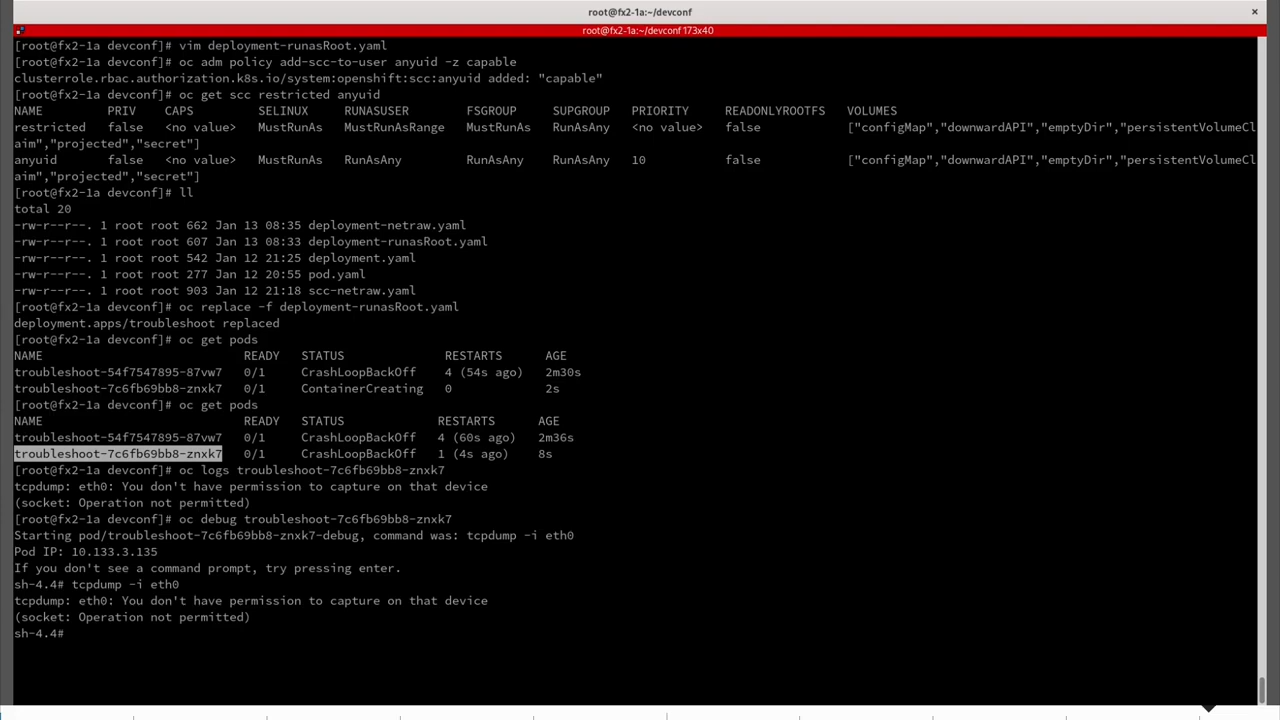 root@fx2-1a:~/devconf
root@fx2-1a:~/devconf 173x40
[root@fx2-1a devconf]# vim deployment-runasRoot.yaml
[root@fx2-1a devconf]# oc adm policy add-scc-to-user anyuid -z capable
clusterrole.rbac.authorization.k8s.io/system:openshift:scc:anyuid added: "capable"
[root@fx2-1a devconf]# oc get scc restricted anyuid
NAME PRIV CAPS SELINUX RUNASUSER FSGROUP SUPGROUP PRIORITY READONLYROOTFS VOLUMES
restricted false <no value> MustRunAs MustRunAsRange MustRunAs RunAsAny <no value> false ["configMap","downwardAPI","emptyDir","persistentVolumeCl
aim","projected","secret"]
anyuid false <no value> MustRunAs RunAsAny RunAsAny RunAsAny 10 false ["configMap","downwardAPI","emptyDir","persistentVolumeCl
aim","projected","secret"]
[root@fx2-1a devconf]# ll
total 20
-rw-r--r--. 1 root root 662 Jan 13 08:35 deployment-netraw.yaml
-rw-r--r--. 1 root root 607 Jan 13 08:33 deployment-runasRoot.yaml
-rw-r--r--. 1 root root 542 Jan 12 21:25 deployment.yaml
-rw-r--r--. 1 root root 277 Jan 12 20:55 pod.yaml
-rw-r--r--. 1 root root 903 Jan 12 21:18 scc-netraw.yaml
[root@fx2-1a devconf]# oc replace -f deployment-runasRoot.yaml
deployment.apps/troubleshoot replaced
[root@fx2-1a devconf]# oc get pods
NAME READY STATUS RESTARTS AGE
troubleshoot-54f7547895-87vw7 0/1 CrashLoopBackOff 4 (54s ago) 2m30s
troubleshoot-7c6fb69bb8-znxk7 0/1 ContainerCreating 0 2s
[root@fx2-1a devconf]# oc get pods
NAME READY STATUS RESTARTS AGE
troubleshoot-54f7547895-87vw7 0/1 CrashLoopBackOff 4 (60s ago) 2m36s
troubleshoot-7c6fb69bb8-znxk7 0/1 CrashLoopBackOff 1 (4s ago) 8s
[root@fx2-1a devconf]# oc logs troubleshoot-7c6fb69bb8-znxk7
tcpdump: eth0: You don't have permission to capture on that device
(socket: Operation not permitted)
[root@fx2-1a devconf]# oc debug troubleshoot-7c6fb69bb8-znxk7
Starting pod/troubleshoot-7c6fb69bb8-znxk7-debug, command was: tcpdump -i eth0
Pod IP: 10.133.3.135
If you don't see a command prompt, try pressing enter.
sh-4.4# tcpdump -i eth0
tcpdump: eth0: You don't have permission to capture on that device
(socket: Operation not permitted)
sh-4.4#